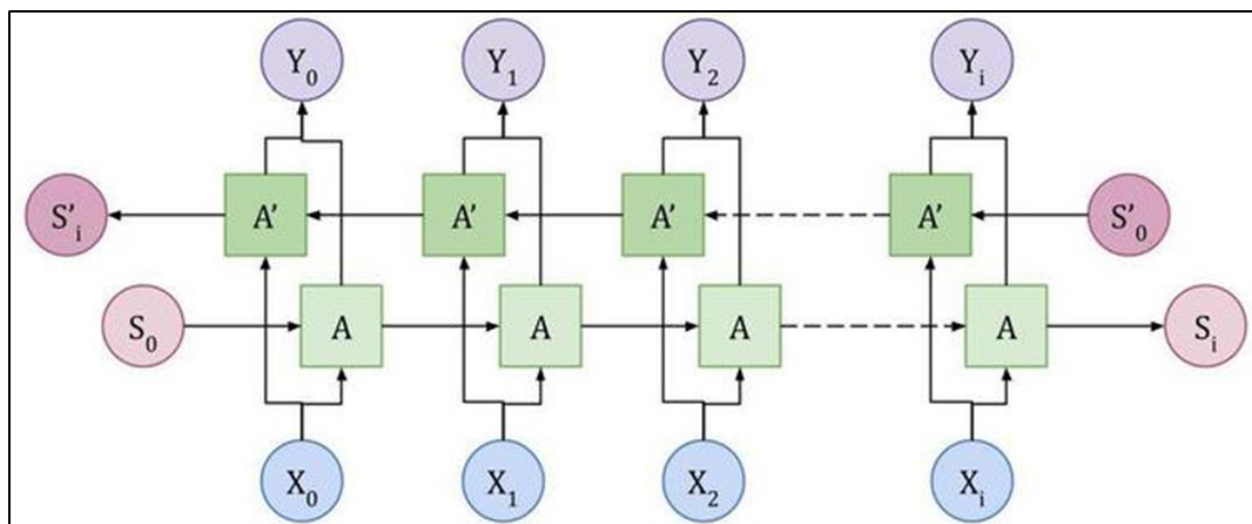 Y₀ Y₁ Y₂ Yᵢ
S'ᵢ A' A' A' A' S'₀
S₀ A A A A Sᵢ
X₀ X₁ X₂ Xᵢ